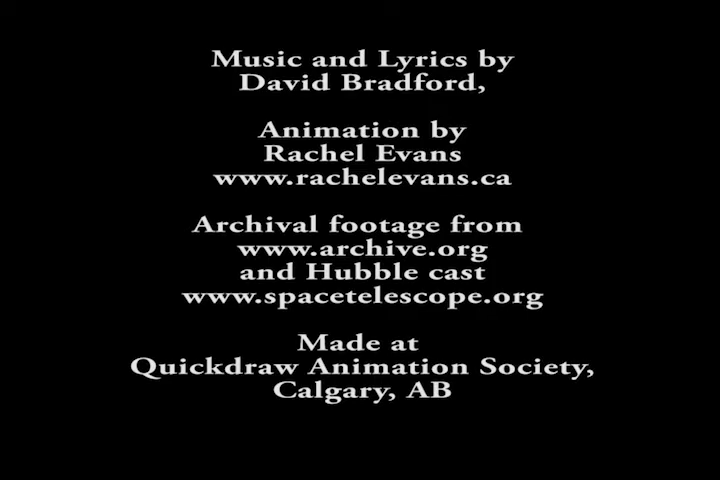 Music and Lyrics by
David Bradford,
Animation by
Rachel Evans
www.rachelevans.ca
Archival footage from
www.archive.org
and Hubble cast
www.spacetelescope.org
Made at
Quickdraw Animation Society,
Calgary, AB